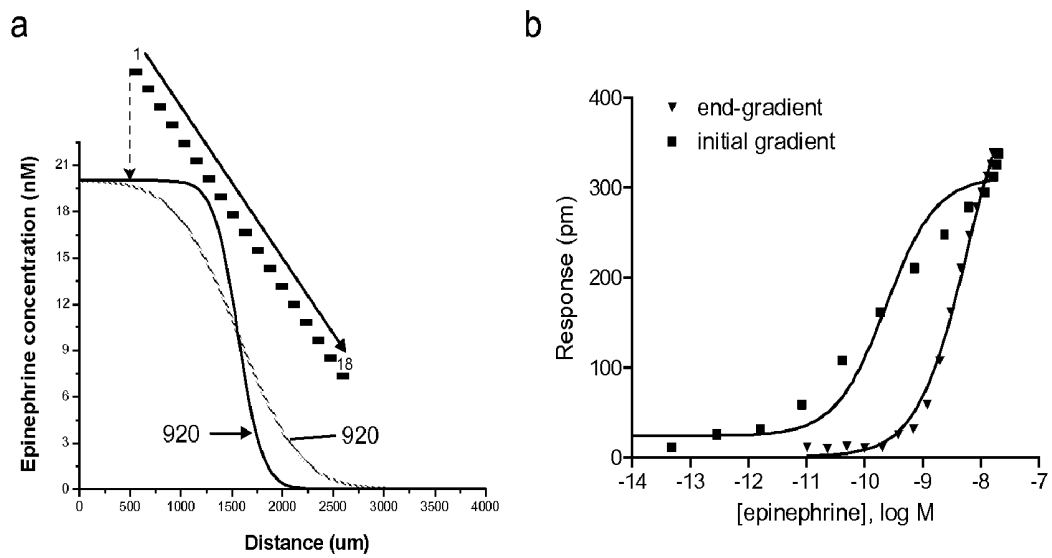 a
1
18
21
18
15
12
9
6
3
0
Epinephrine concentration (nM)
920
920
0 500 1000 1500 2000 2500 3000 3500 4000
Distance (um)
b
end-gradient
initial gradient
400
300
200
100
0
Response (pm)
-14 -13 -12 -11 -10 -9 -8 -7
[epinephrine], log M